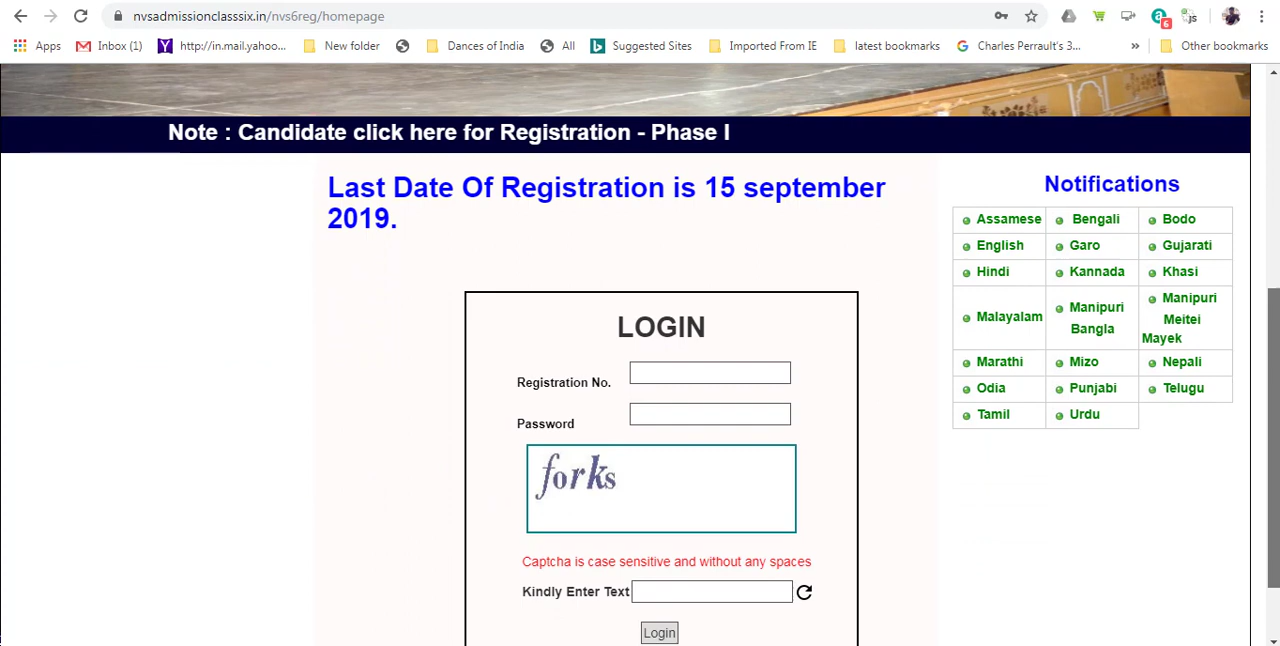 nvsadmissionclasssix.in/nvs6reg/homepage
6
js
Apps
Inbox (1)
http://in.mail.yahoo...
New folder
Dances of India
All
Suggested Sites
Imported From IE
latest bookmarks
Charles Perrault's 3...
»
Other bookmarks
Note : Candidate click here for Registration - Phase I
Last Date Of Registration is 15 september
2019.
LOGIN
Registration No.
Password
forks
Captcha is case sensitive and without any spaces
Kindly Enter Text
Login
Notifications
Assamese Bengali Bodo
English Garo Gujarati
Hindi Kannada Khasi
Malayalam
Manipuri
Bangla
Manipuri
Meitei
Mayek
Marathi Mizo Nepali
Odia Punjabi Telugu
Tamil Urdu